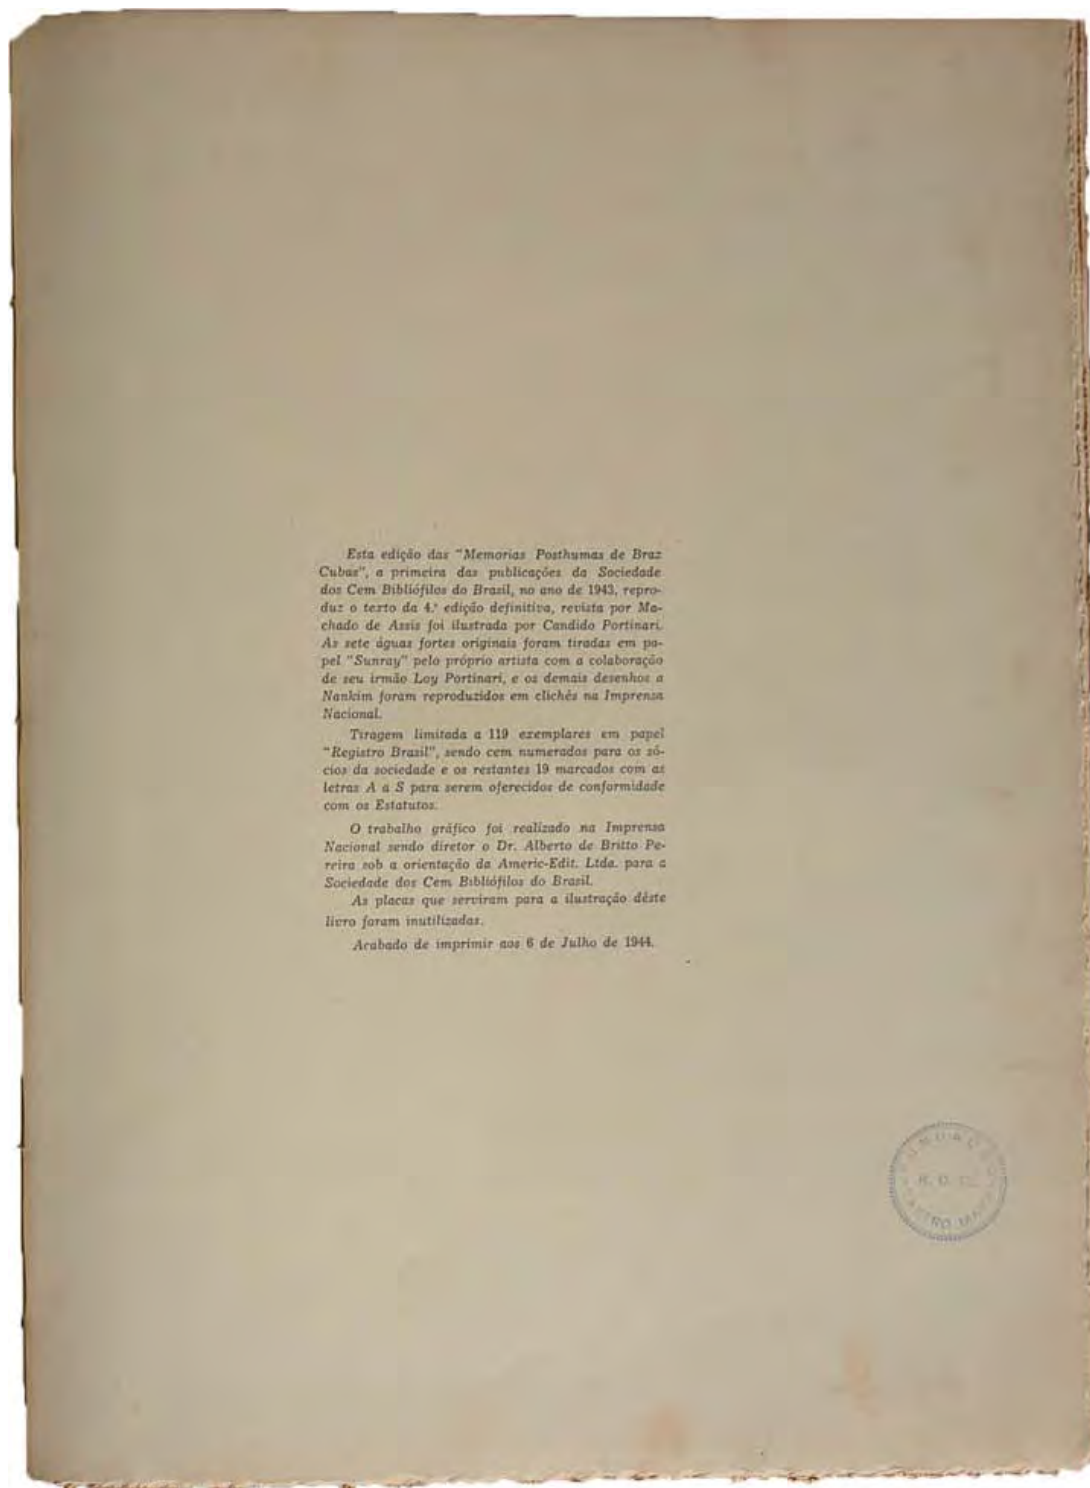 Esta edição das "Memorias Posthumas de Braz
Cubas", a primeira das publicações da Sociedade
dos Cem Bibliófilos do Brazil, no ano de 1943, repro-
duz o texto da 4.ª edição definitiva, revista por Ma-
chado de Assis foi ilustrada por Candido Portinari.
As sete águas fortes originais foram tiradas em pa-
pel "Sunray" pelo próprio artista com a colaboração
de seu irmão Loy Portinari, e os demais desenhos a
Nankim foram reproduzidos em clichés na Imprensa
Nacional.
Tiragem limitada a 119 exemplares em papel
"Registro Brazil", sendo cem numerados para os só-
cios da sociedade e os restantes 19 marcados com as
letras A a S para serem oferecidos de conformidade
com os Estatutos.
O trabalho gráfico foi realizado na Imprensa
Nacional sendo diretor o Dr. Alberto de Britto Pe-
reira sob a orientação da Americ-Edit. Ltda. para a
Sociedade dos Cem Bibliófilos do Brazil.
As placas que serviram para a ilustração dêste
livro foram inutilizadas.
Acabado de imprimir aos 6 de Julho de 1944.
FUNDAÇÃO
CASTRO MAYA